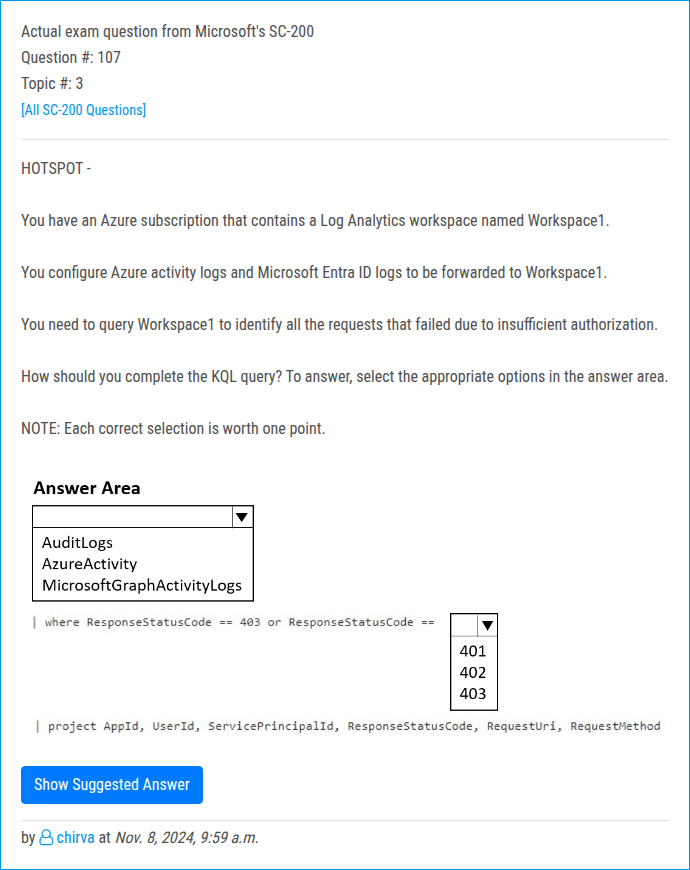 Actual exam question from Microsoft's SC-200
Question #: 107
Topic #: 3
[All SC-200 Questions]
HOTSPOT -
You have an Azure subscription that contains a Log Analytics workspace named Workspace1.
You configure Azure activity logs and Microsoft Entra ID logs to be forwarded to Workspace1.
You need to query Workspace1 to identify all the requests that failed due to insufficient authorization.
How should you complete the KQL query? To answer, select the appropriate options in the answer area.
NOTE: Each correct selection is worth one point.
Answer Area
AuditLogs
AzureActivity
MicrosoftGraphActivityLogs
| where ResponseStatusCode == 403 or ResponseStatusCode ==
401
402
403
| project AppId, UserId, ServicePrincipalId, ResponseStatusCode, RequestUri, RequestMethod
Show Suggested Answer
by chirva at Nov. 8, 2024, 9:59 a.m.